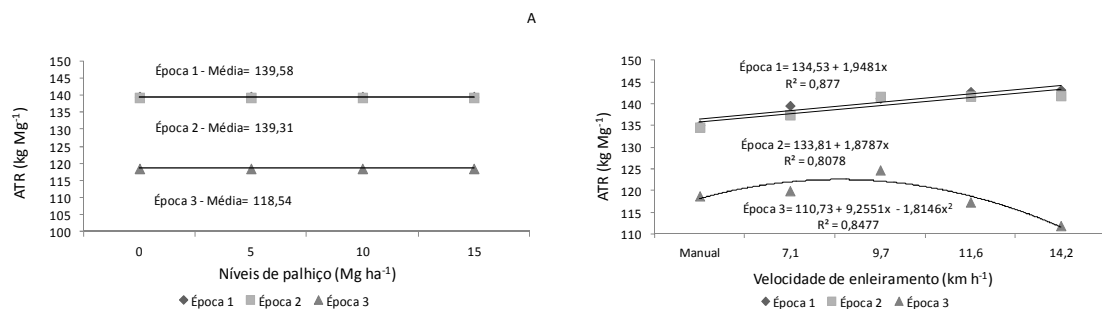 A
ATR (kg Mg⁻¹)
150
145
140
135
130
125
120
115
110
105
100
Época 1 - Média= 139,58
Época 2 - Média= 139,31
Época 3 - Média= 118,54
0 5 10 15
Níveis de palhiço (Mg ha⁻¹)
Época 1 Época 2 Época 3
ATR (kg Mg⁻¹)
150
145
140
135
130
125
120
115
110
Época 1= 134,53 + 1,9481x
R² = 0,877
Época 2= 133,81 + 1,8787x
R² = 0,8078
Época 3= 110,73 + 9,2551x - 1,8146x²
R² = 0,8477
Manual 7,1 9,7 11,6 14,2
Velocidade de enleiramento (km h⁻¹)
Época 1 Época 2 Época 3